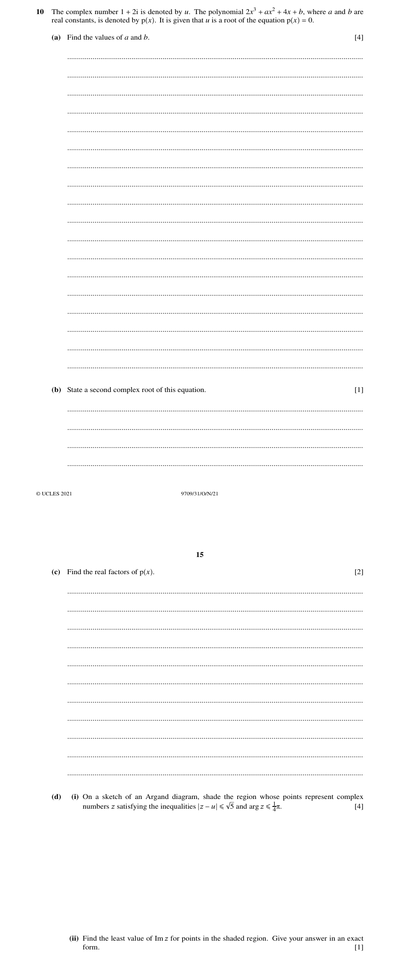 10 The complex number 1 + 2i is denoted by u. The polynomial 2x³ + ax² + 4x + b, where a and b are
real constants, is denoted by p(x). It is given that u is a root of the equation p(x) = 0.
(a) Find the values of a and b. [4]
(b) State a second complex root of this equation. [1]
© UCLES 2021 9709/31/O/N/21
15
(c) Find the real factors of p(x). [2]
(d) (i) On a sketch of an Argand diagram, shade the region whose points represent complex
numbers z satisfying the inequalities |z − u| ⩽ √5 and arg z ⩽ ¼π. [4]
(ii) Find the least value of Im z for points in the shaded region. Give your answer in an exact
form. [1]